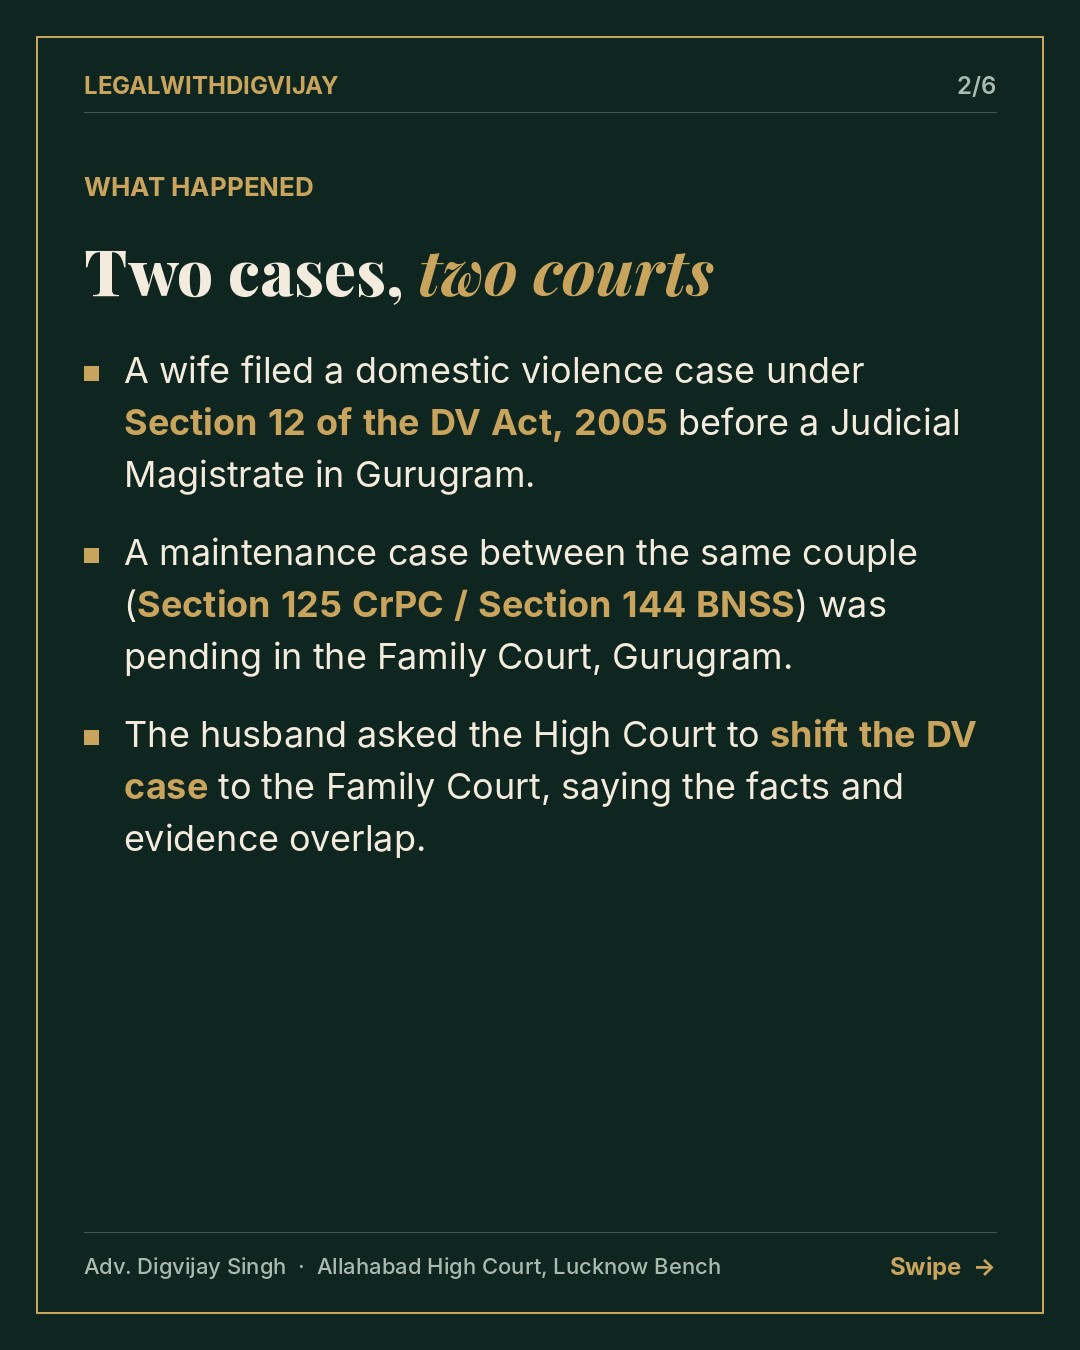 LEGALWITHDIGVIJAY
2/6
WHAT HAPPENED
Two cases, two courts
A wife filed a domestic violence case under
Section 12 of the DV Act, 2005 before a Judicial
Magistrate in Gurugram.
A maintenance case between the same couple
(Section 125 CrPC / Section 144 BNSS) was
pending in the Family Court, Gurugram.
The husband asked the High Court to shift the DV
case to the Family Court, saying the facts and
evidence overlap.
Adv. Digvijay Singh · Allahabad High Court, Lucknow Bench
Swipe →